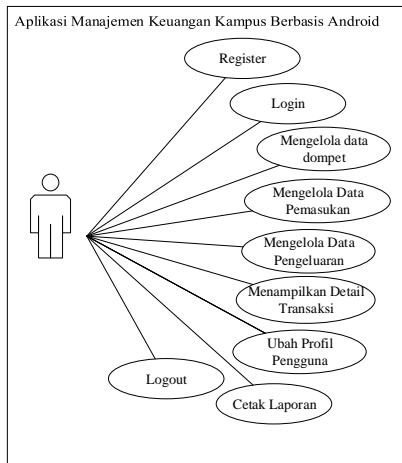 Aplikasi Manajemen Keuangan Kampus Berbasis Android
Register
Login
Mengelola data
dompet
Mengelola Data
Pemasukan
Mengelola Data
Pengeluaran
Menampilkan Detail
Transaksi
Ubah Profil
Pengguna
Logout
Cetak Laporan